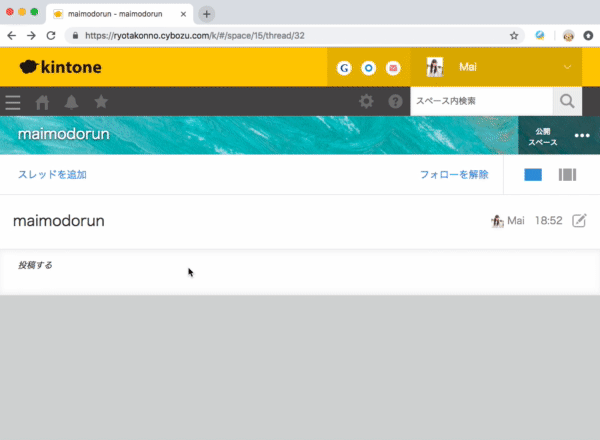 maimodorun - maimodorun
https://ryotakonno.cybozu.com/k/#/space/15/thread/32
kintone
G
Mai
スペース内検索
maimodorun
公開
スペース
スレッドを追加
フォローを解除
maimodorun
Mai 18:52
投稿する